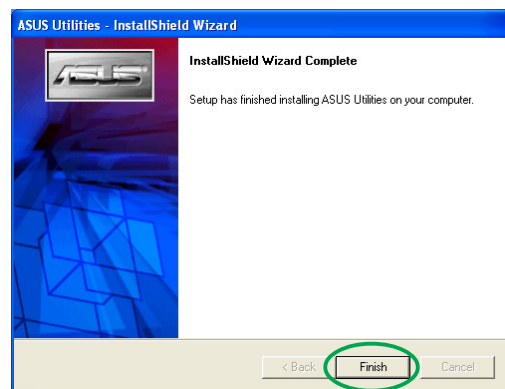 ASUS Utilities - InstallShield Wizard
ASUS
InstallShield Wizard Complete
Setup has finished installing ASUS Utilities on your computer.
< Back
Finish
Cancel